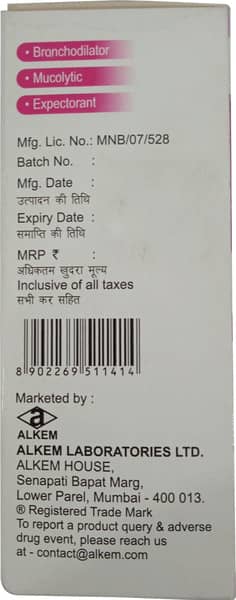 • Bronchodilator
• Mucolytic
• Expectorant
Mfg. Lic. No.: MNB/07/528
Batch No. :
Mfg. Date :
उत्पादन की तिथि
Expiry Date :
समाप्ति की तिथि
MRP ₹ :
अधिकतम खुदरा मूल्य
Inclusive of all taxes
सभी कर सहित
8 902269 511414
Marketed by :
a
ALKEM
ALKEM LABORATORIES LTD.
ALKEM HOUSE,
Senapati Bapat Marg,
Lower Parel, Mumbai - 400 013.
® Registered Trade Mark
To report a product query & adverse
drug event, please reach us
at - contact@alkem.com